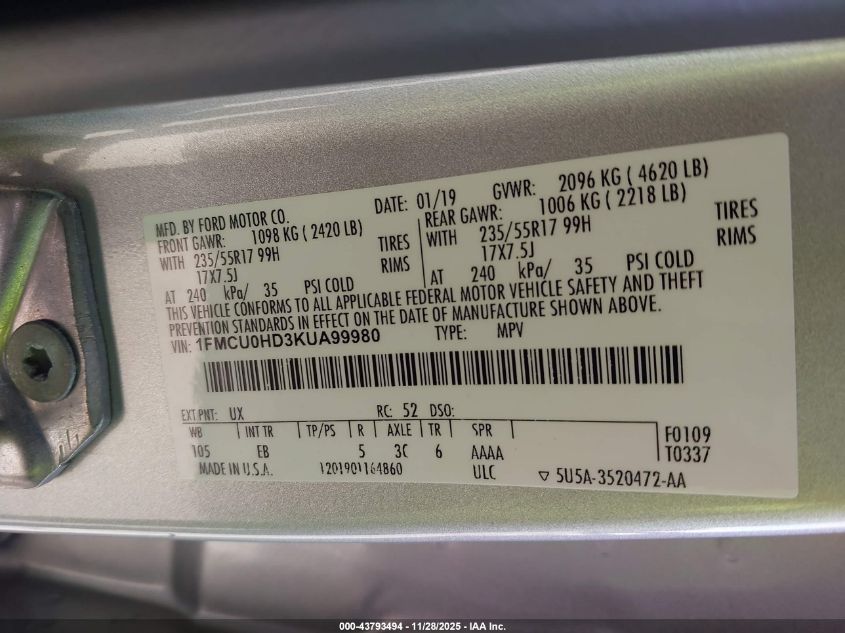 MFD. BY FORD MOTOR CO. DATE: 01/19 GVWR: 2096 KG ( 4620 LB)
FRONT GAWR: 1098 KG ( 2420 LB) REAR GAWR: 1006 KG ( 2218 LB)
WITH 235/55R17 99H TIRES WITH 235/55R17 99H TIRES
17X7.5J RIMS 17X7.5J RIMS
AT 240 kPa/ 35 PSI COLD AT 240 kPa/ 35 PSI COLD
THIS VEHICLE CONFORMS TO ALL APPLICABLE FEDERAL MOTOR VEHICLE SAFETY AND THEFT
PREVENTION STANDARDS IN EFFECT ON THE DATE OF MANUFACTURE SHOWN ABOVE.
VIN: 1FMCU0HD3KUA99980 TYPE: MPV
EXT PNT: UX RC: 52 DSO:
WB INT TR TP/PS R AXLE TR SPR F0109
105 EB 5 3C 6 AAAA T0337
MADE IN U.S.A. 1201901164860 ULC ▽ 5U5A-3520472-AA
000-43793494 - 11/28/2025 - IAA Inc.